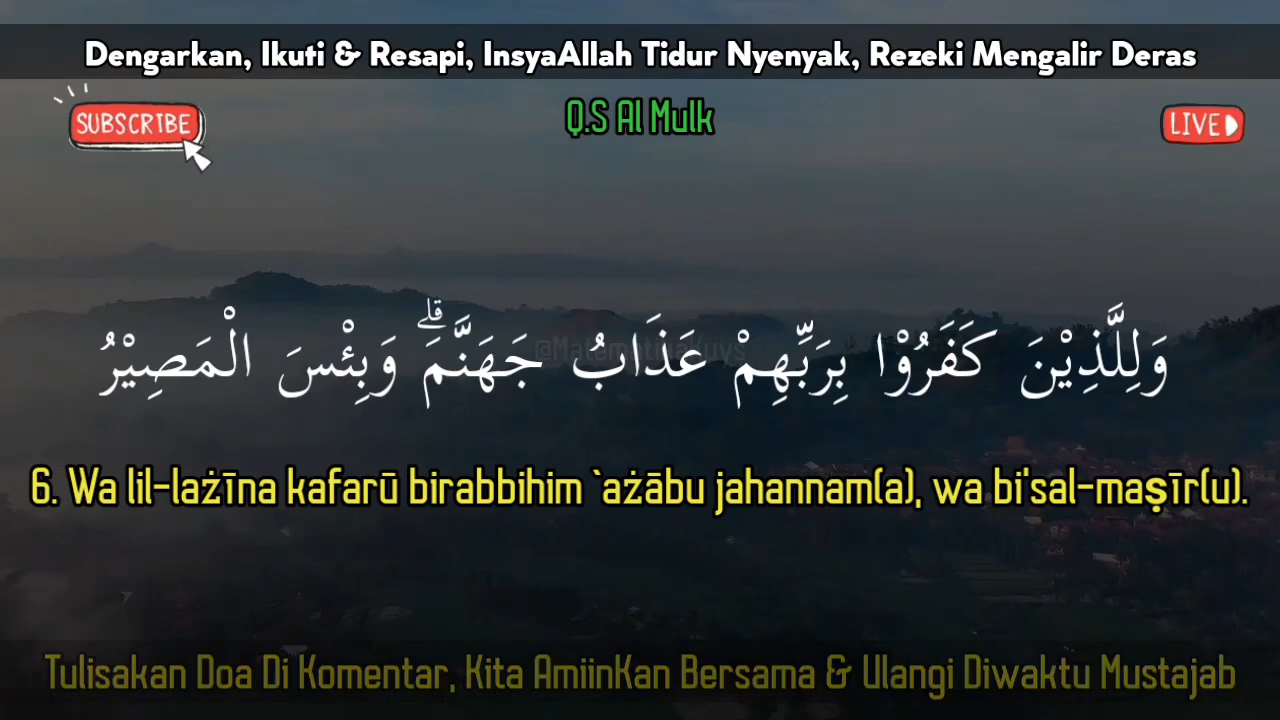 Dengarkan, Ikuti & Resapi, InsyaAllah Tidur Nyenyak, Rezeki Mengalir Deras
SUBSCRIBE
Q.S Al Mulk
LIVE
وَلِلَّذِيْنَ كَفَرُوْا بِرَبِّهِمْ عَذَابُ جَهَنَّمَۗ وَبِئْسَ الْمَصِيْرُ
@MatematikaKuys
6. Wa lil-lażīna kafarū birabbihim `ażābu jahannam(a), wa bi'sal-maṣīr(u).
Tulisakan Doa Di Komentar, Kita AmiinKan Bersama & Ulangi Diwaktu Mustajab